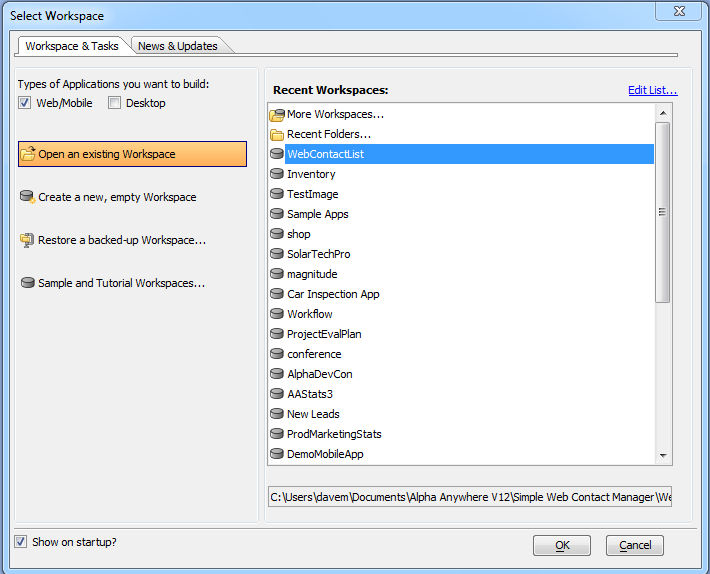 Select Workspace
Workspace & Tasks
News & Updates
Types of Applications you want to build:
Web/Mobile
Desktop
Open an existing Workspace
Create a new, empty Workspace
Restore a backed-up Workspace...
Sample and Tutorial Workspaces...
Recent Workspaces:
Edit List...
More Workspaces...
Recent Folders...
WebContactList
Inventory
TestImage
Sample Apps
shop
SolarTechPro
magnitude
Car Inspection App
Workflow
ProjectEvalPlan
conference
AlphaDevCon
AAStats3
New Leads
ProdMarketingStats
DemoMobileApp
C:\Users\davem\Documents\Alpha Anywhere V12\Simple Web Contact Manager\We
Show on startup?
OK
Cancel